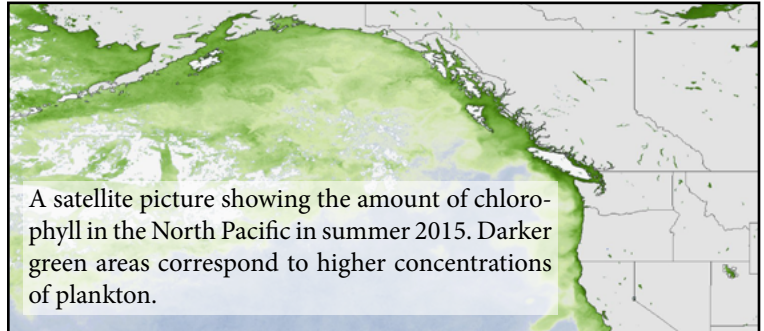 A satellite picture showing the amount of chloro-
phyll in the North Pacific in summer 2015. Darker
green areas correspond to higher concentrations
of plankton.